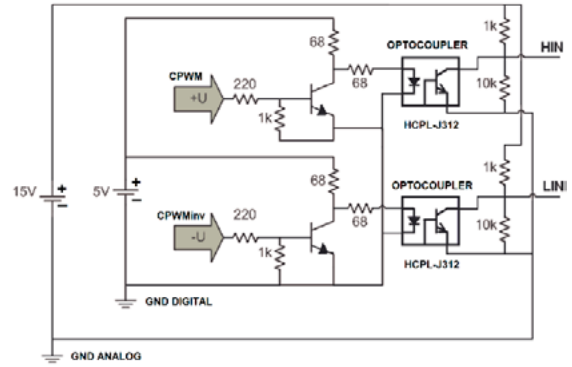 1k
68
OPTOCOUPLER
HIN
CPWM
220
68
10k
+U
1k
HCPL-J312
1k
68
OPTOCOUPLER
15V
+
5V
+
CPWMinv
220
LIN
68
10k
-U
1k
HCPL-J312
GND DIGITAL
GND ANALOG